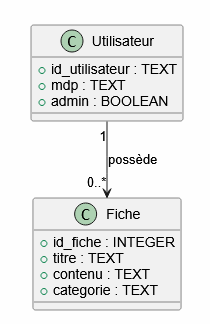 C Utilisateur
id_utilisateur : TEXT
mdp : TEXT
admin : BOOLEAN
1
possède
0..*
C Fiche
id_fiche : INTEGER
titre : TEXT
contenu : TEXT
categorie : TEXT